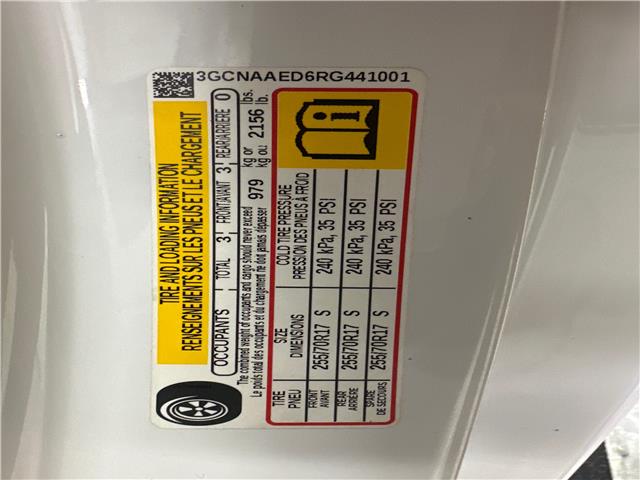 3GCNAAED6RG441001
TIRE AND LOADING INFORMATION
RENSEIGNEMENTS SUR LES PNEUS ET LE CHARGEMENT
OCCUPANTS TOTAL 3 FRONT/AVANT 3 REAR/ARRIÈRE 0
The combined weight of occupants and cargo should never exceed 979 kg or 2156 lbs.
Le poids total des occupants et du chargement ne doit jamais dépasser kg ou lb.
TIRE SIZE COLD TIRE PRESSURE
PNEU DIMENSIONS PRESSION DES PNEUS À FROID
FRONT
AVANT 255/70R17 S 240 kPa, 35 PSI
REAR
ARRIÈRE 255/70R17 S 240 kPa, 35 PSI
SPARE
DE SECOURS 255/70R17 S 240 kPa, 35 PSI